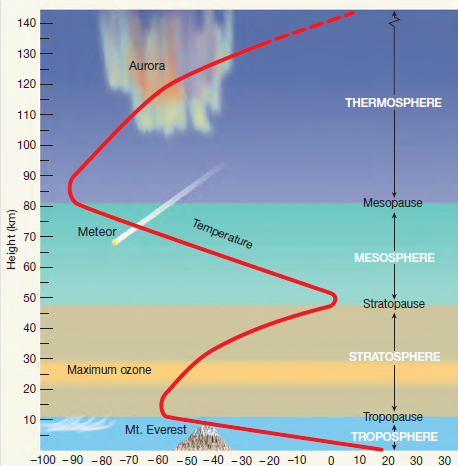 140
130
Aurora
120
110
THERMOSPHERE
100
90
80
Mesopause
Meteor
Temperature
70
Height (km)
60
MESOSPHERE
50
Stratopause
40
30
STRATOSPHERE
Maximum ozone
20
Tropopause
10
Mt. Everest
TROPOSPHERE
-100 -90 -80 -70 -60 -50 -40 -30 -20 -10 0 10 20 30 30